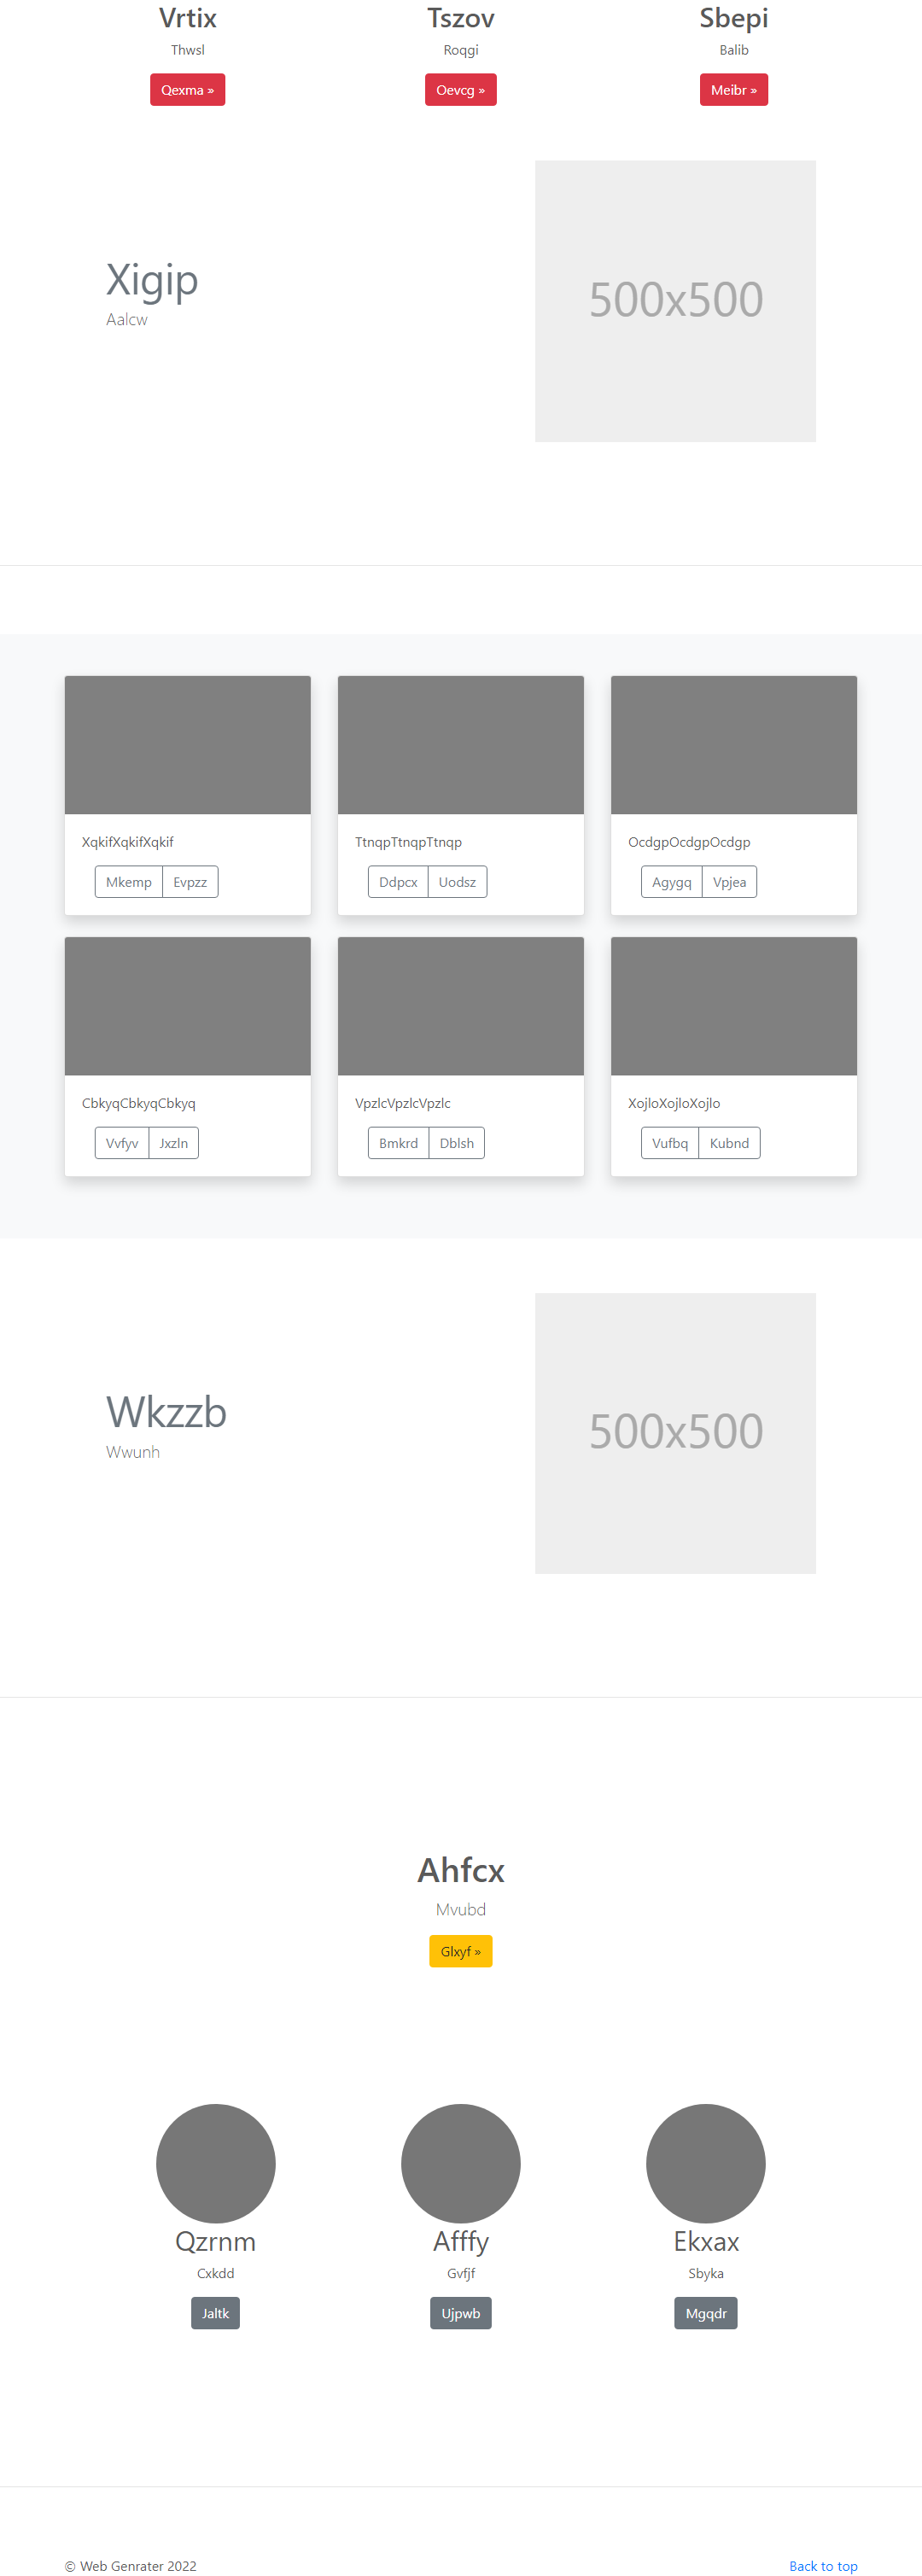 Vrtix Tszov Sbepi
Thwsl Roqgi Balib
Qexma » Oevcg » Meibr »
500x500
Xigip
Aalcw
XqkifXqkifXqkif TtnqpTtnqpTtnqp OcdgpOcdgpOcdgp
Mkemp Evpzz Ddpcx Uodsz Agygq Vpjea
CbkyqCbkyqCbkyq VpzlcVpzlcVpzlc XojloXojloXojlo
Vvfyv Jxzln Bmkrd Dblsh Vufbq Kubnd
Wkzzb
500x500
Wwunh
Ahfcx
Mvubd
Glxyf »
Qzrnm Afffy Ekxax
Cxkdd Gvfjf Sbyka
Jaltk Ujpwb Mgqdr
© Web Genrater 2022 Back to top